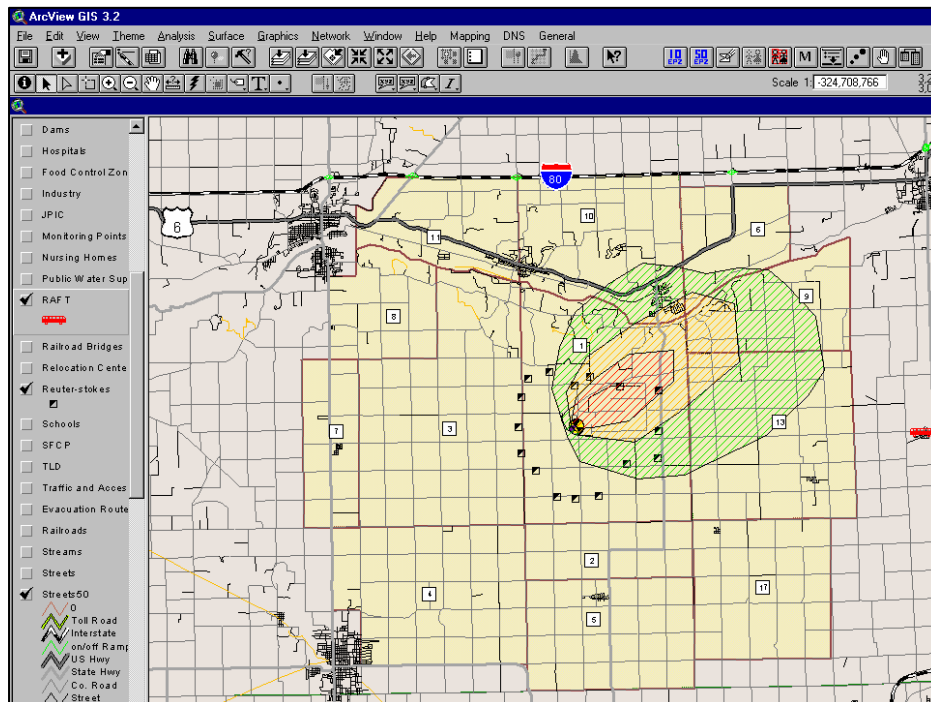 ArcView GIS 3.2
File Edit View Theme Analysis Surface Graphics Network Window Help Mapping DNS General
10 EPZ 50 EPZ M
T
Scale 1: -324,708,766
Dams
Hospitals
Food Control Zon
Industry
JPIC
Monitoring Points
Nursing Homes
Public Water Sup
RAFT
Railroad Bridges
Relocation Cente
Reuter-stokes
Schools
SFCP
TLD
Traffic and Acces
Evacuation Route
Railroads
Streams
Streets
Streets50
0
Toll Road
Interstate
on/off Ramp
US Hwy
State Hwy
Co. Road
Street
80
6
10
11
6
9
8
1
7
3
13
2
4
17
5